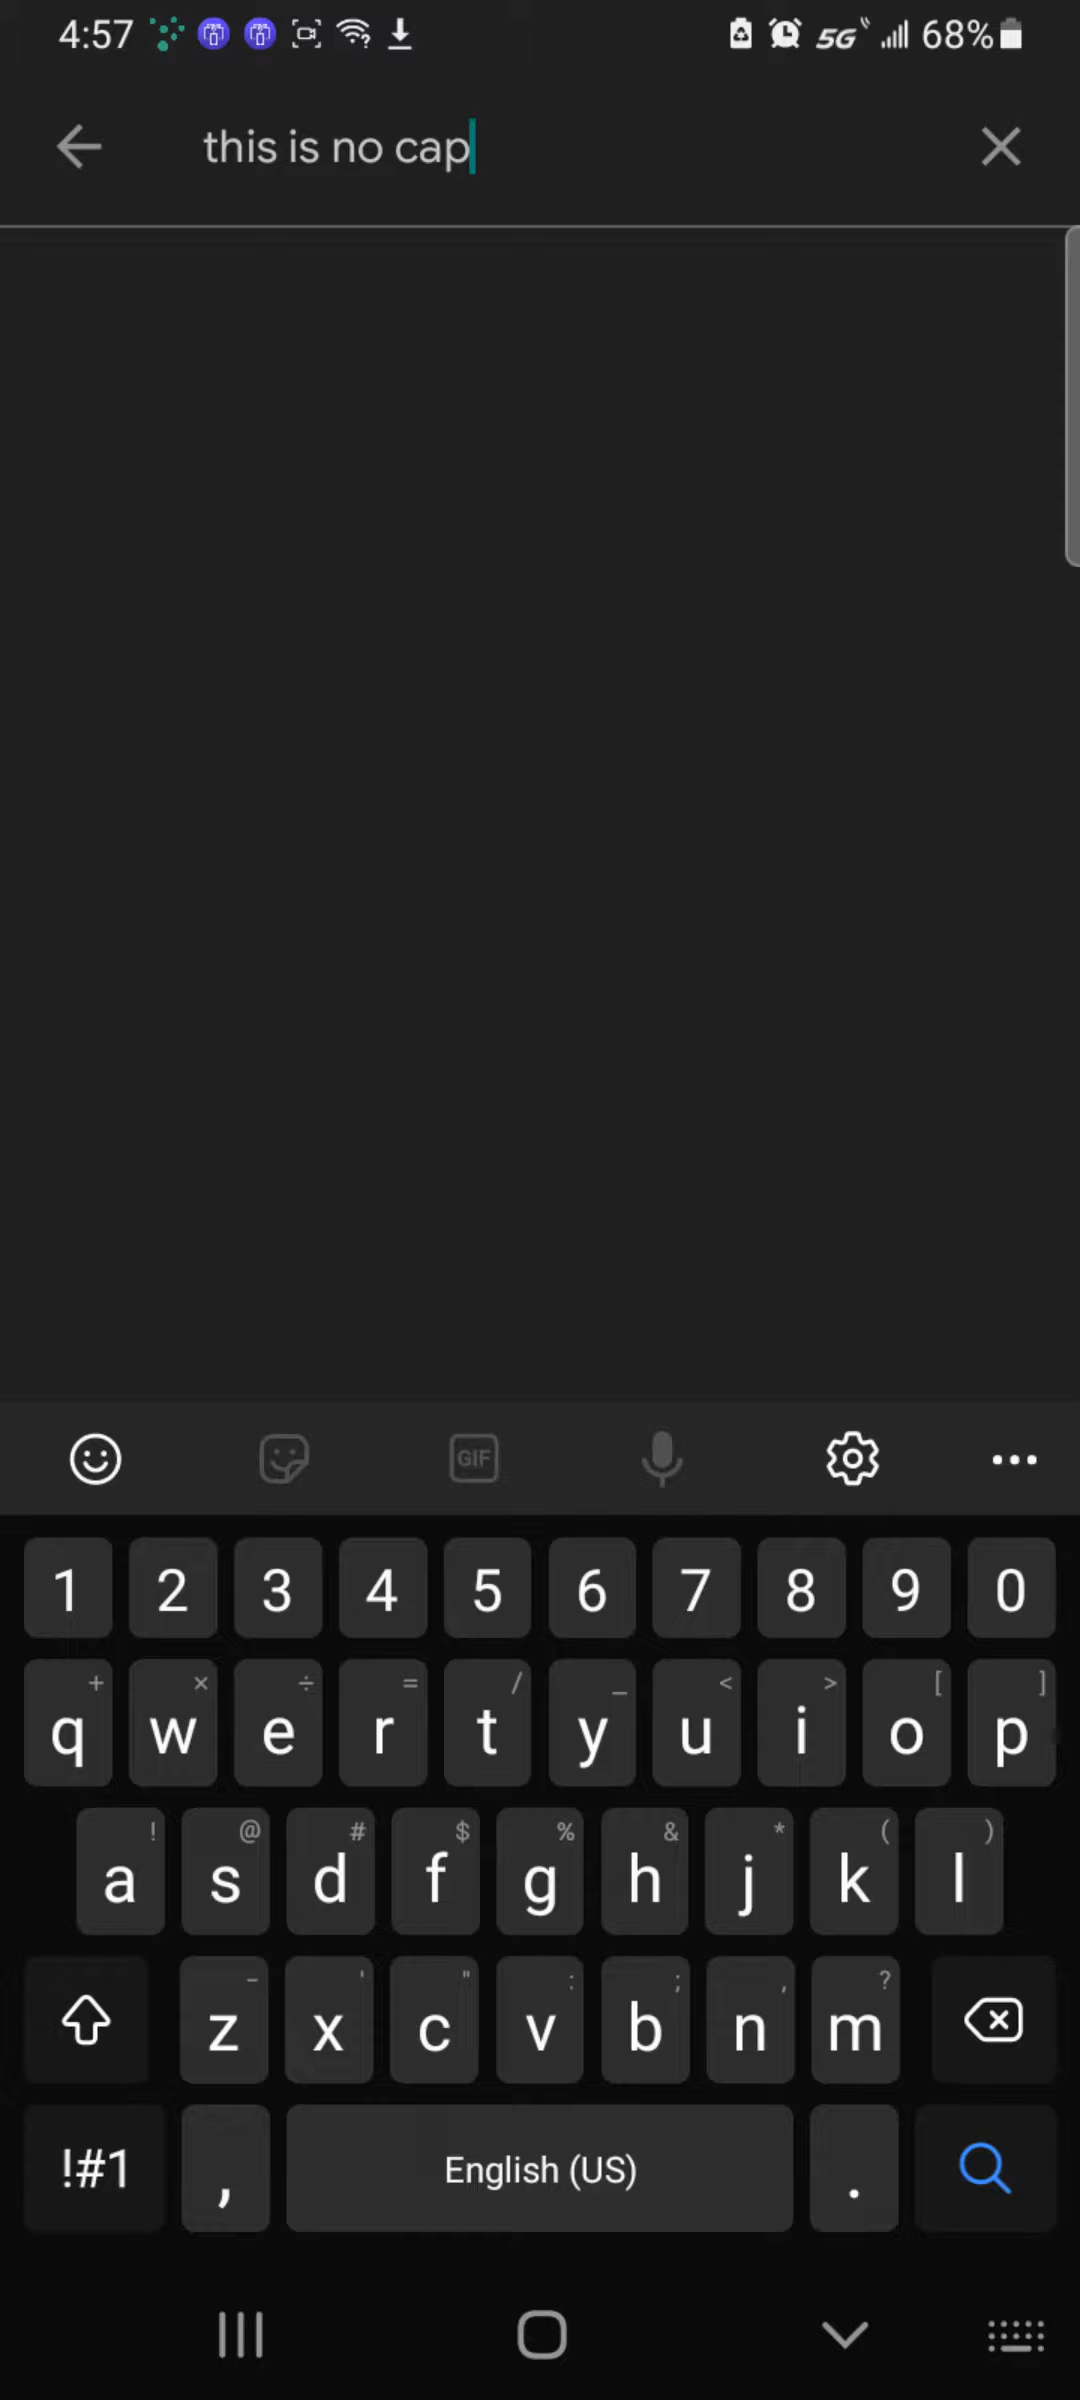 4:57 5G 68%
this is no cap
GIF
1 2 3 4 5 6 7 8 9 0
+ × ÷ = / _ < > [ ]
q w e r t y u i o p
! @ # $ % & * ( )
a s d f g h j k l
- ' " : ; , ?
z x c v b n m
!#1 , English (US) .